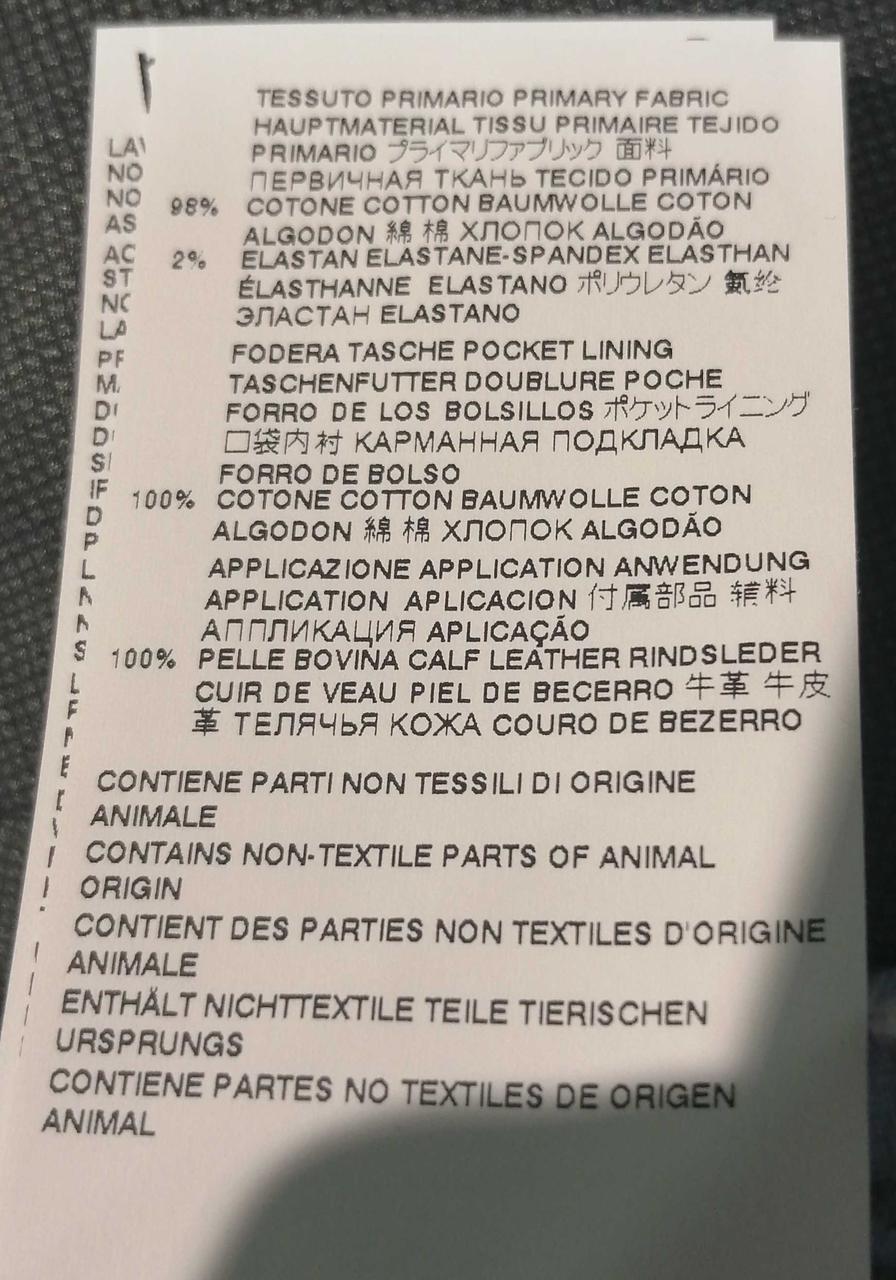 TESSUTO PRIMARIO PRIMARY FABRIC
HAUPTMATERIAL TISSU PRIMAIRE TEJIDO
PRIMARIO プライマリファブリック 面料
ПЕРВИЧНАЯ ТКАНЬ TECIDO PRIMÁRIO
98% COTONE COTTON BAUMWOLLE COTON
ALGODON 綿 棉 ХЛОПОК ALGODÃO
2% ELASTAN ELASTANE-SPANDEX ELASTHAN
ÉLASTHANNE ELASTANO ポリウレタン 氨纶
ЭЛАСТАН ELASTANO
FODERA TASCHE POCKET LINING
TASCHENFUTTER DOUBLURE POCHE
FORRO DE LOS BOLSILLOS ポケットライニング
口袋内衬 КАРМАННАЯ ПОДКЛАДКА
FORRO DE BOLSO
100% COTONE COTTON BAUMWOLLE COTON
ALGODON 綿 棉 ХЛОПОК ALGODÃO
APPLICAZIONE APPLICATION ANWENDUNG
APPLICATION APLICACION 付属部品 辅料
АППЛИКАЦИЯ APLICAÇÃO
100% PELLE BOVINA CALF LEATHER RINDSLEDER
CUIR DE VEAU PIEL DE BECERRO 牛革 牛皮
革 ТЕЛЯЧЬЯ КОЖА COURO DE BEZERRO
CONTIENE PARTI NON TESSILI DI ORIGINE
ANIMALE
CONTAINS NON-TEXTILE PARTS OF ANIMAL
ORIGIN
CONTIENT DES PARTIES NON TEXTILES D'ORIGINE
ANIMALE
ENTHÄLT NICHTTEXTILE TEILE TIERISCHEN
URSPRUNGS
CONTIENE PARTES NO TEXTILES DE ORIGEN
ANIMAL